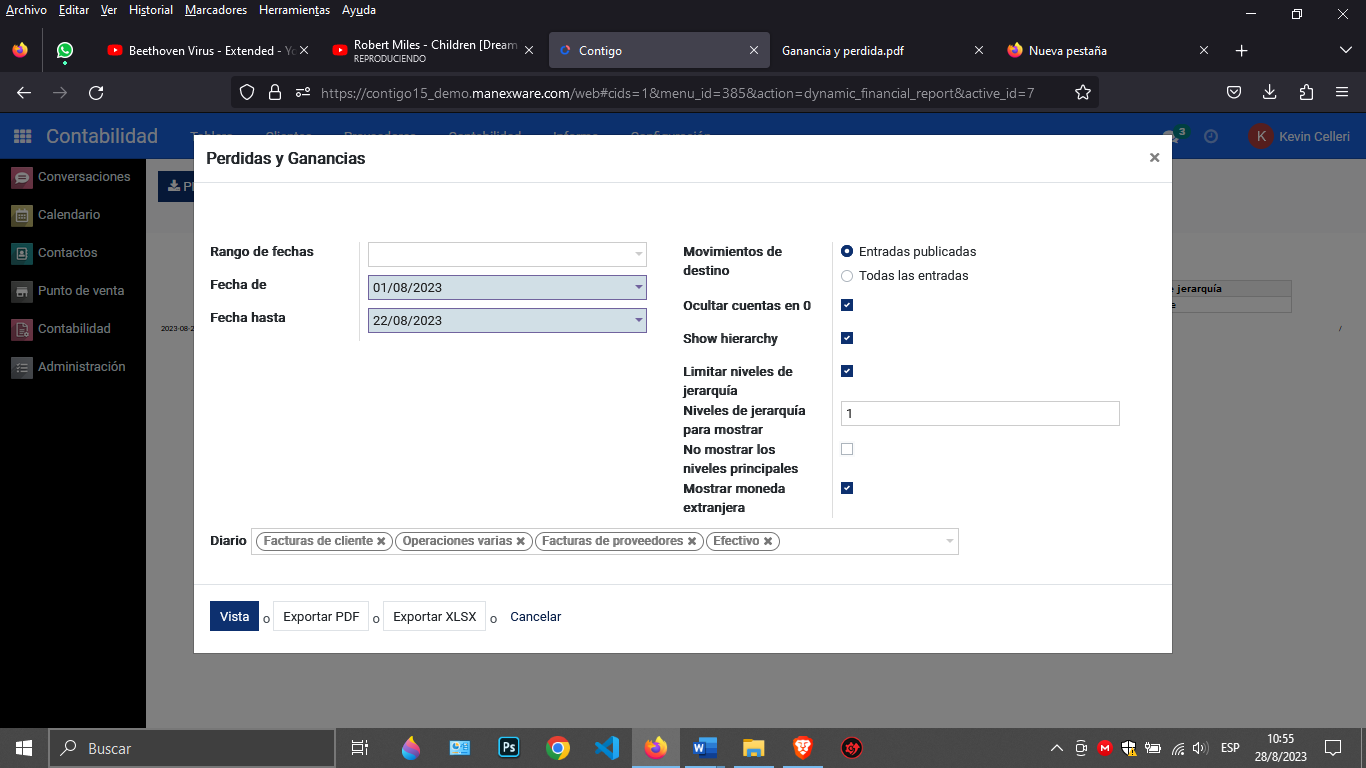 Archivo Editar Ver Historial Marcadores Herramientas Ayuda
Beethoven Virus - Extended - Yo
Robert Miles - Children [Dream
REPRODUCIENDO
Contigo
Ganancia y perdida.pdf
Nueva pestaña
https://contigo15_demo.manexware.com/web#cids=1&menu_id=385&action=dynamic_financial_report&active_id=7
Contabilidad
3
K Kevin Celleri
Conversaciones
Calendario
Contactos
Punto de venta
Contabilidad
Administración
Perdidas y Ganancias
Rango de fechas
Fecha de 01/08/2023
Fecha hasta 22/08/2023
Movimientos de destino
Entradas publicadas
Todas las entradas
Ocultar cuentas en 0
Show hierarchy
Limitar niveles de
jerarquía
Niveles de jerarquía
para mostrar
1
No mostrar los
niveles principales
Mostrar moneda
extranjera
Diario Facturas de cliente Operaciones varias Facturas de proveedores Efectivo
Vista o Exportar PDF o Exportar XLSX o Cancelar
jerarquía
2023-08-2
/
Buscar
Ps
W
M
ESP
10:55
28/8/2023